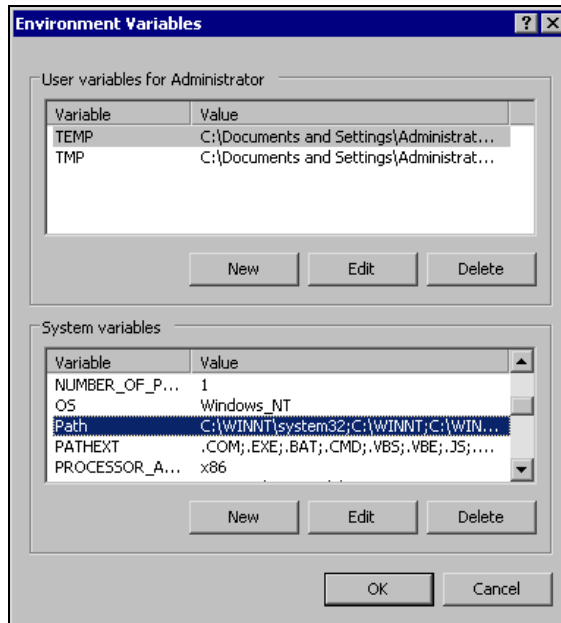 Environment Variables
User variables for Administrator
Variable Value
TEMP C:\Documents and Settings\Administrat...
TMP C:\Documents and Settings\Administrat...
New Edit Delete
System variables
Variable Value
NUMBER_OF_P... 1
OS Windows_NT
Path C:\WINNT\system32;C:\WINNT;C:\WIN...
PATHEXT .COM;.EXE;.BAT;.CMD;.VBS;.VBE;.JS;....
PROCESSOR_A... x86
New Edit Delete
OK Cancel